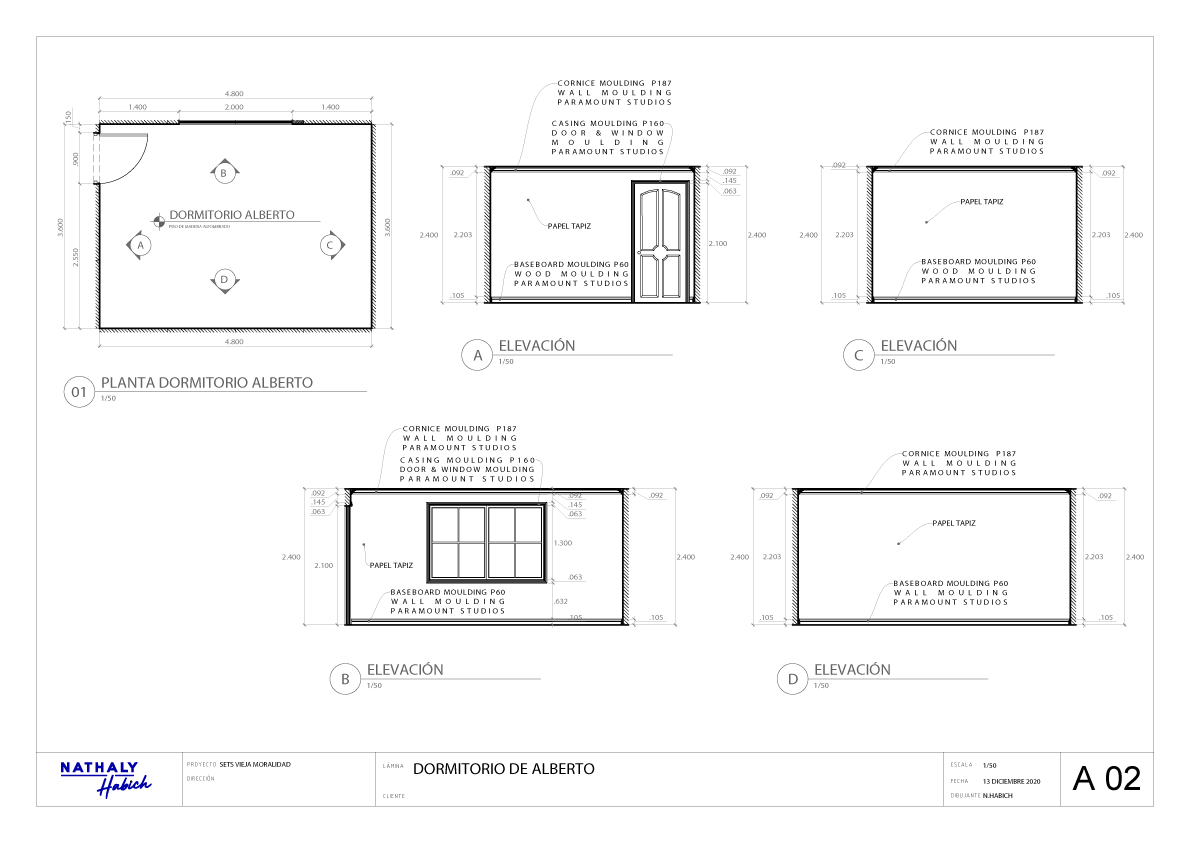 4.800
1.400 2.000 1.400
.150
.900
3.600
2.550
3.600
B
DORMITORIO ALBERTO
A
C
D
4.800
01
PLANTA DORMITORIO ALBERTO
1/50
CORNICE MOULDING P187
WALL MOULDING
PARAMOUNT STUDIOS
CASING MOULDING P160
DOOR & WINDOW
MOULDING
PARAMOUNT STUDIOS
.092
.092
.145
.063
PAPEL TAPIZ
2.400
2.203
2.100
2.400
BASEBOARD MOULDING P60
WOOD MOULDING
PARAMOUNT STUDIOS
.105
A
ELEVACIÓN
1/50
CORNICE MOULDING P187
WALL MOULDING
PARAMOUNT STUDIOS
.092
.092
PAPEL TAPIZ
2.400
2.203
2.203
2.400
BASEBOARD MOULDING P60
WOOD MOULDING
PARAMOUNT STUDIOS
.105
.105
C
ELEVACIÓN
1/50
CORNICE MOULDING P187
WALL MOULDING
PARAMOUNT STUDIOS
CASING MOULDING P160
DOOR & WINDOW MOULDING
PARAMOUNT STUDIOS
.092
.145
.063
.092
.145
.063
.092
1.300
2.400
2.100
2.400
PAPEL TAPIZ
.063
BASEBOARD MOULDING P60
WALL MOULDING
PARAMOUNT STUDIOS
.632
.105
.105
B
ELEVACIÓN
1/50
CORNICE MOULDING P187
WALL MOULDING
PARAMOUNT STUDIOS
.092
.092
PAPEL TAPIZ
2.400
2.203
2.203
2.400
BASEBOARD MOULDING P60
WALL MOULDING
PARAMOUNT STUDIOS
.105
.105
D
ELEVACIÓN
1/50
NATHALY
Habich
PROYECTO SETS VIEJA MORALIDAD
DIRECCIÓN
LÁMINA DORMITORIO DE ALBERTO
CLIENTE
ESCALA 1/50
FECHA 13 DICIEMBRE 2020
DIBUJANTE N.HABICH
A 02